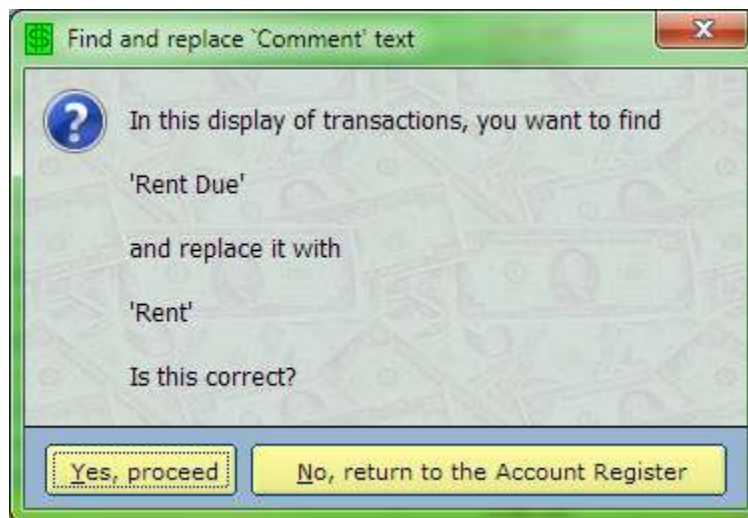 Find and replace `Comment' text
In this display of transactions, you want to find
'Rent Due'
and replace it with
'Rent'
Is this correct?
Yes, proceed
No, return to the Account Register